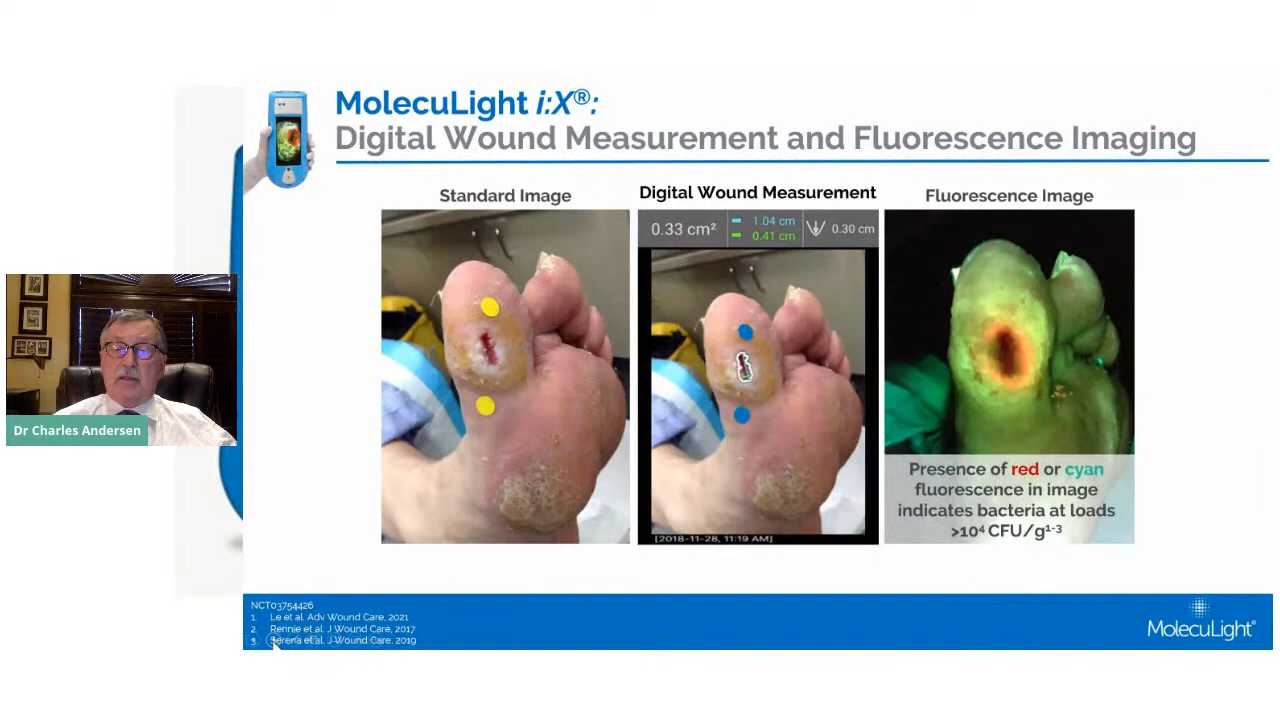 MolecuLight i:X®:
Digital Wound Measurement and Fluorescence Imaging
Standard Image
Digital Wound Measurement
Fluorescence Image
0.33 cm²
1.04 cm
0.41 cm
0.30 cm
[2018-11-28, 11:19 AM]
Presence of red or cyan
fluorescence in image
indicates bacteria at loads
>10⁴ CFU/g¹⁻³
Dr Charles Andersen
NCT03754426
1. Le et al. Adv Wound Care, 2021
2. Rennie et al. J Wound Care, 2017
3. Serena et al. J Wound Care, 2019
MolecuLight®